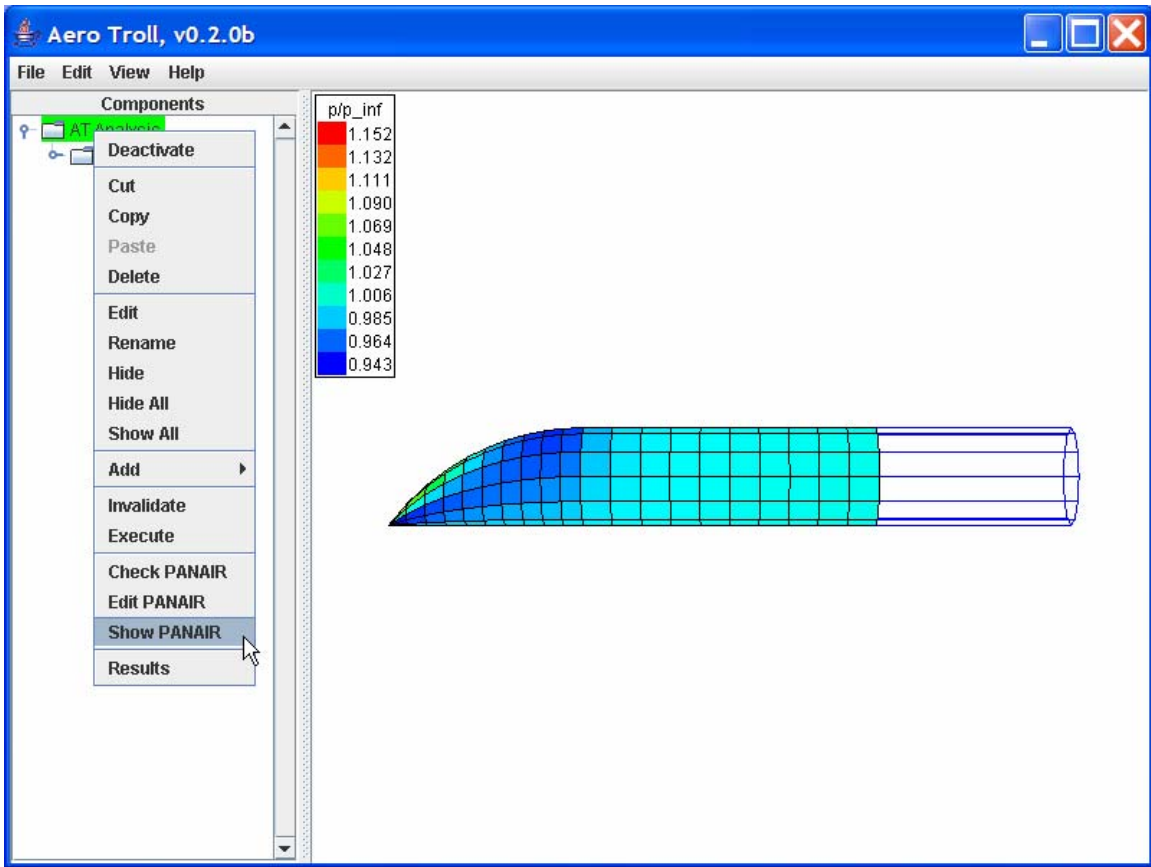 Aero Troll, v0.2.0b
File Edit View Help
Components
AT Analysis
Deactivate
Cut
Copy
Paste
Delete
Edit
Rename
Hide
Hide All
Show All
Add
Invalidate
Execute
Check PANAIR
Edit PANAIR
Show PANAIR
Results
p/p_inf
1.152
1.132
1.111
1.090
1.069
1.048
1.027
1.006
0.985
0.964
0.943